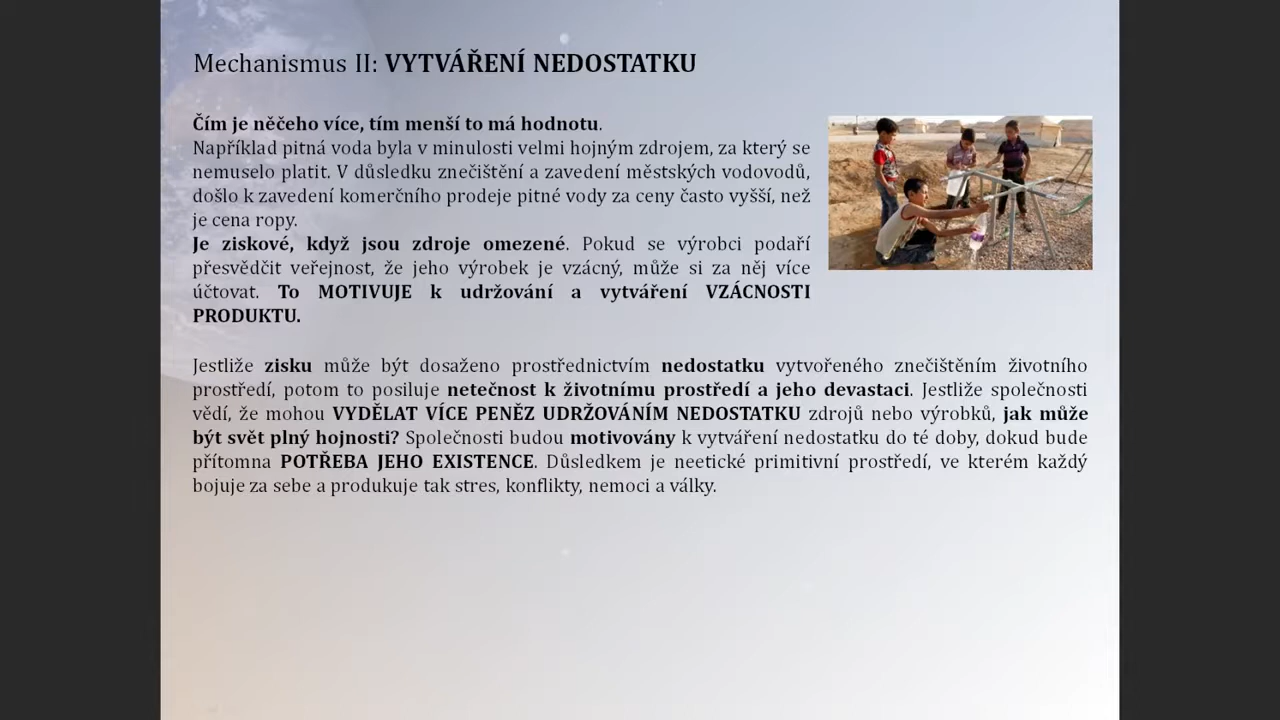 Mechanismus II: VYTVÁŘENÍ NEDOSTATKU
Čím je něčeho více, tím menší to má hodnotu.
Například pitná voda byla v minulosti velmi hojným zdrojem, za který se
nemuselo platit. V důsledku znečištění a zavedení městských vodovodů,
došlo k zavedení komerčního prodeje pitné vody za ceny často vyšší, než
je cena ropy.
Je ziskové, když jsou zdroje omezené. Pokud se výrobci podaří
přesvědčit veřejnost, že jeho výrobek je vzácný, může si za něj více
účtovat. To MOTIVUJE k udržování a vytváření VZÁCNOSTI
PRODUKTU.
Jestliže zisku může být dosaženo prostřednictvím nedostatku vytvořeného znečištěním životního
prostředí, potom to posiluje netečnost k životnímu prostředí a jeho devastaci. Jestliže společnosti
vědí, že mohou VYDĚLAT VÍCE PENĚZ UDRŽOVÁNÍM NEDOSTATKU zdrojů nebo výrobků, jak může
být svět plný hojnosti? Společnosti budou motivovány k vytváření nedostatku do té doby, dokud bude
přítomna POTŘEBA JEHO EXISTENCE. Důsledkem je neetické primitivní prostředí, ve kterém každý
bojuje za sebe a produkuje tak stres, konflikty, nemoci a války.